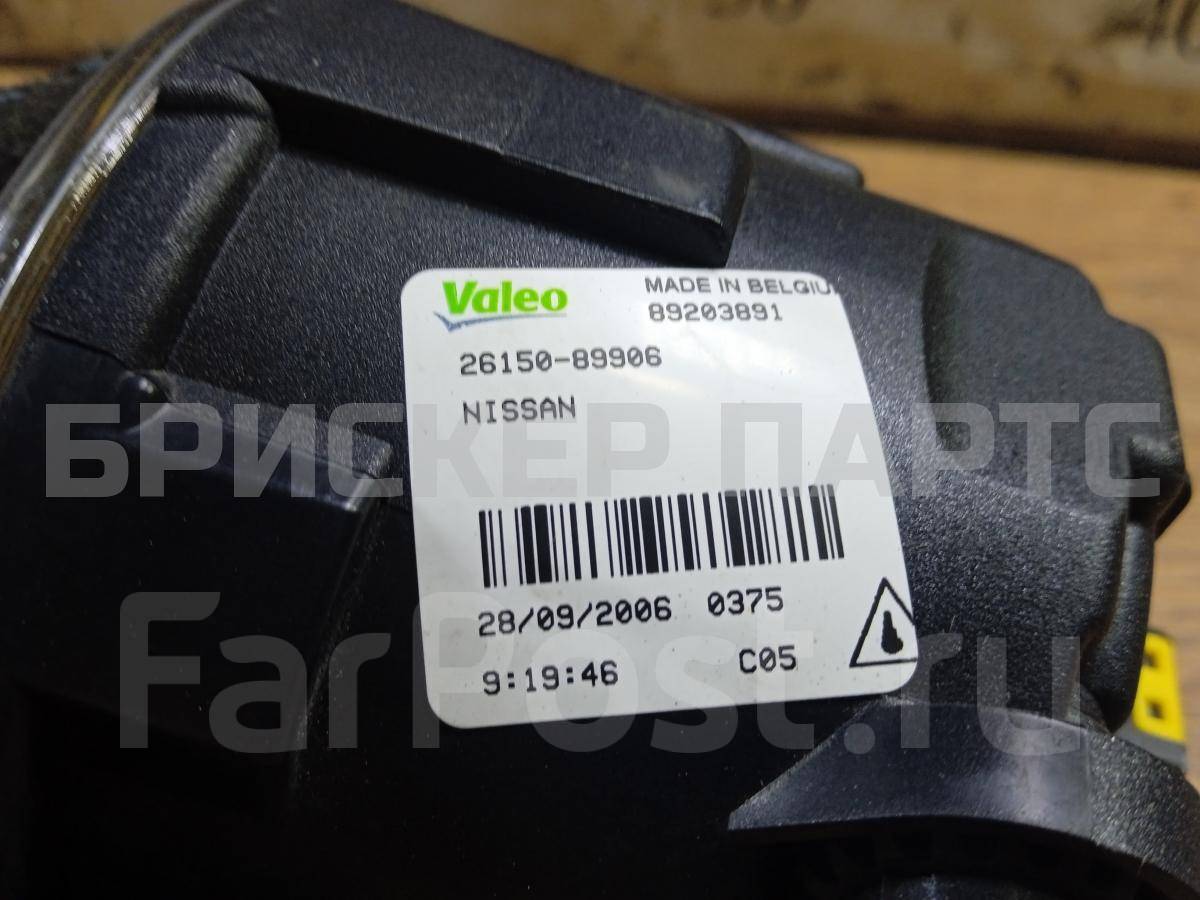 Valeo
MADE IN BELGIU
89203891
26150-89906
NISSAN
БРИСКЕР ПАРТС
28/09/2006 0375
9:19:46 C05
FarPost.ru